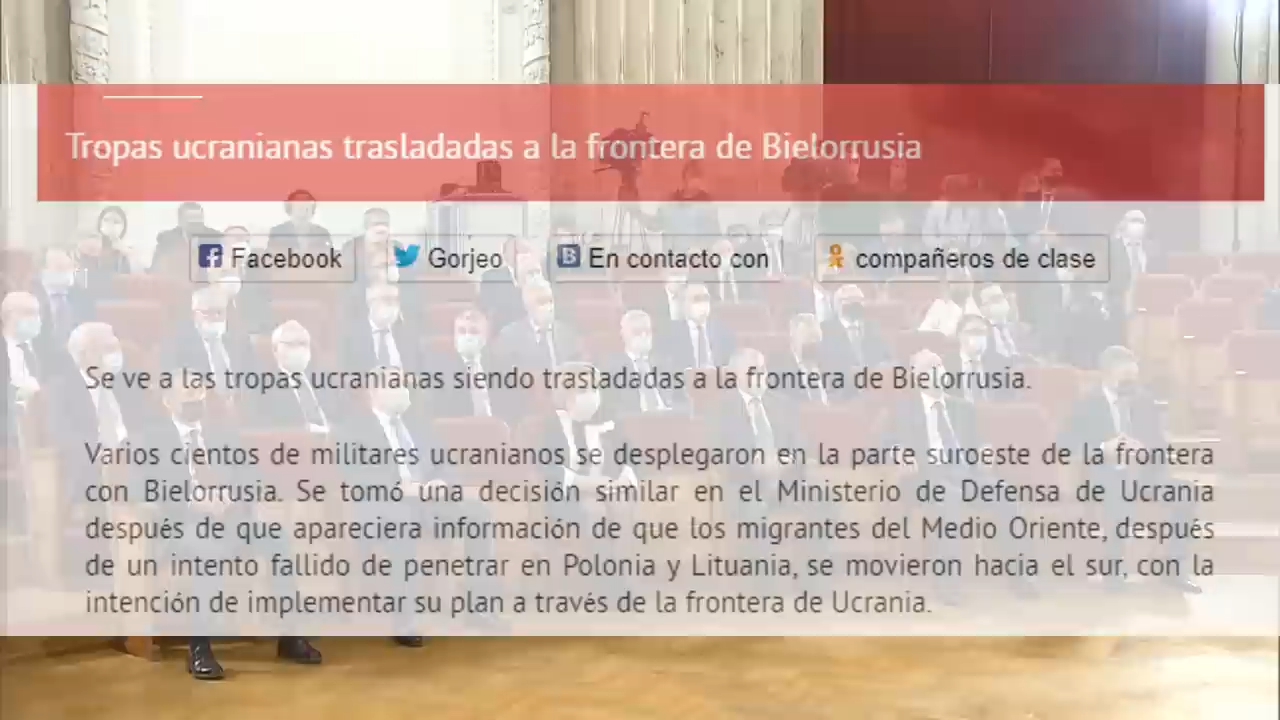 Tropas ucranianas trasladadas a la frontera de Bielorrusia
Facebook Gorjeo En contacto con compañeros de clase
Se ve a las tropas ucranianas siendo trasladadas a la frontera de Bielorrusia.
Varios cientos de militares ucranianos se desplegaron en la parte suroeste de la frontera
con Bielorrusia. Se tomó una decisión similar en el Ministerio de Defensa de Ucrania
después de que apareciera información de que los migrantes del Medio Oriente, después
de un intento fallido de penetrar en Polonia y Lituania, se movieron hacia el sur, con la
intención de implementar su plan a través de la frontera de Ucrania.